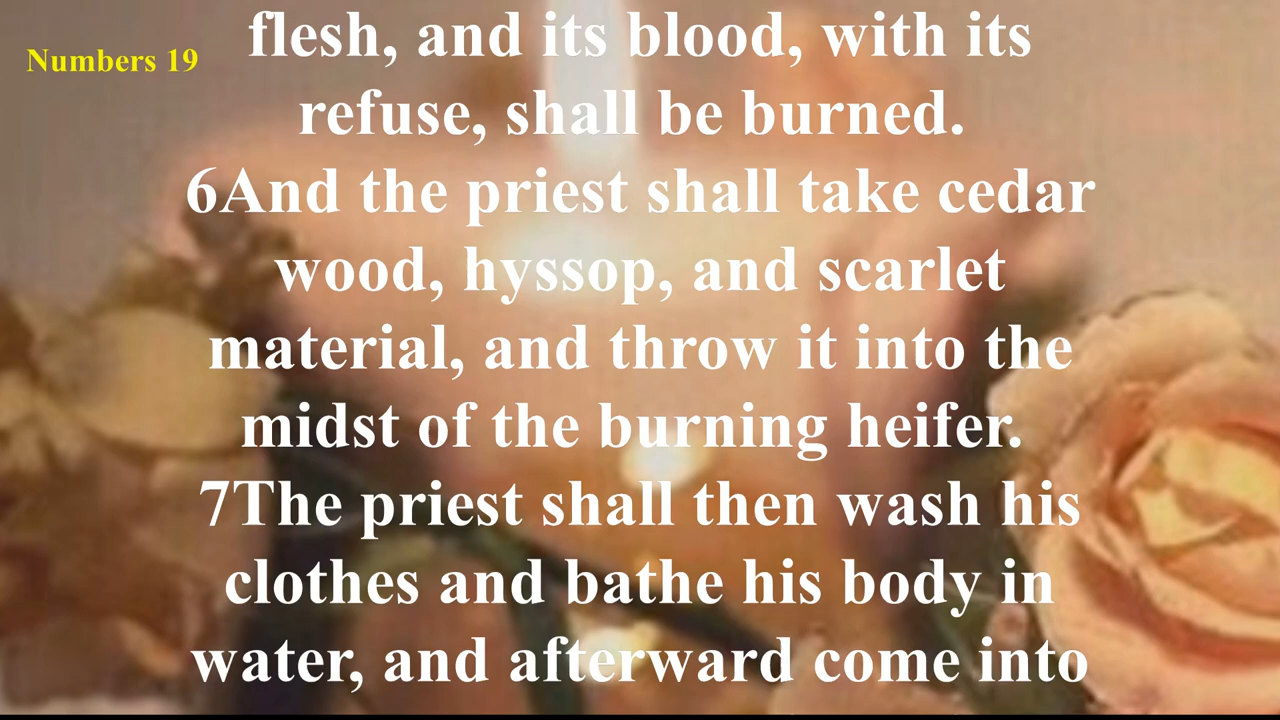 Numbers 19
flesh, and its blood, with its
refuse, shall be burned.
6And the priest shall take cedar
wood, hyssop, and scarlet
material, and throw it into the
midst of the burning heifer.
7The priest shall then wash his
clothes and bathe his body in
water, and afterward come into